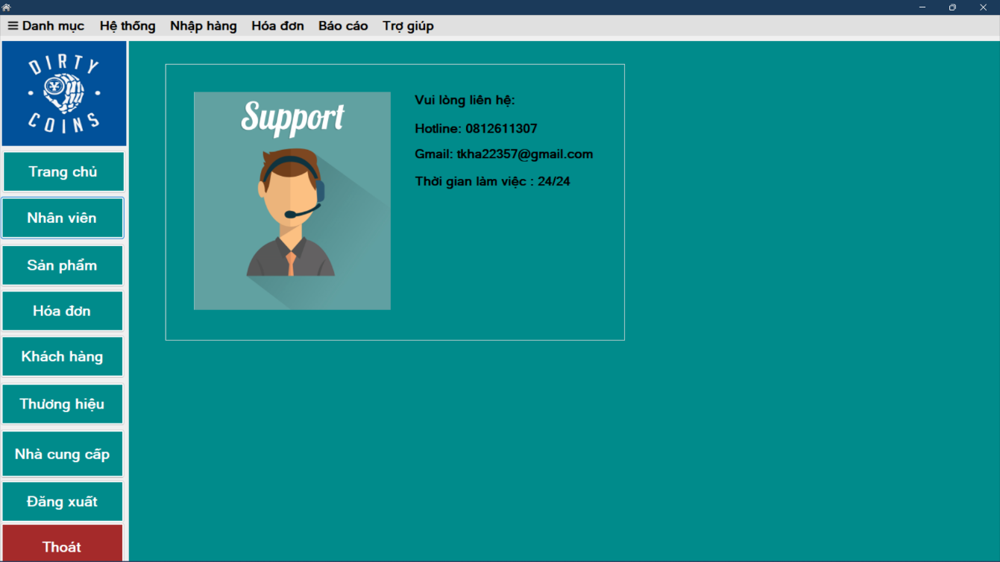 Danh mục Hệ thống Nhập hàng Hóa đơn Báo cáo Trợ giúp
DIRTY
COINS
Trang chủ
Nhân viên
Sản phẩm
Hóa đơn
Khách hàng
Thương hiệu
Nhà cung cấp
Đăng xuất
Thoát
Support
Vui lòng liên hệ:
Hotline: 0812611307
Gmail: tkha22357@gmail.com
Thời gian làm việc : 24/24